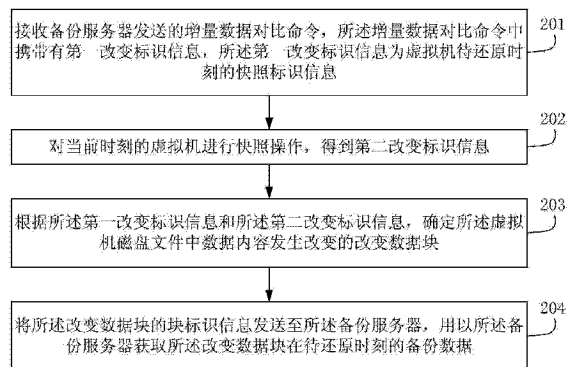 接收备份服务器发送的增量数据对比命令，所述增量数据对比命令中
携带有第一改变标识信息，所述第一改变标识信息为虚拟机待还原时
刻的快照标识信息
201
对当前时刻的虚拟机进行快照操作，得到第二改变标识信息
202
根据所述第一改变标识信息和所述第二改变标识信息，确定所述虚拟
机磁盘文件中数据内容发生改变的改变数据块
203
将所述改变数据块的块标识信息发送至所述备份服务器，用以所述备
份服务器获取所述改变数据块在待还原时刻的备份数据
204